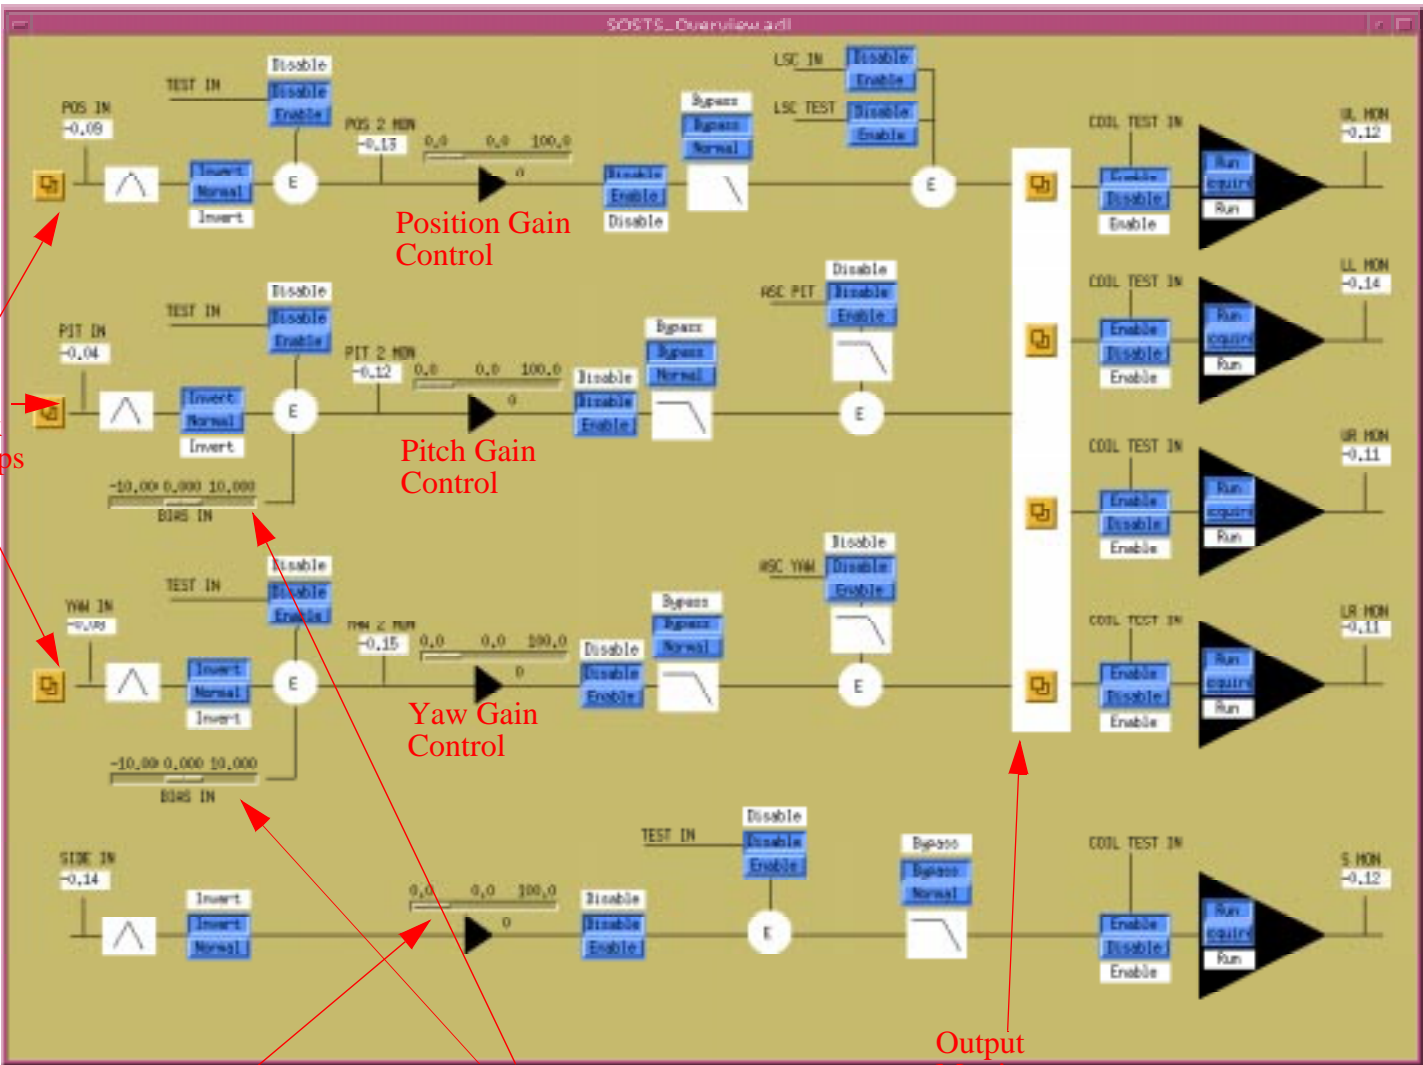 SOSTS_Overview.adl
Disable
TEST IN
Disable
Enable
POS IN
-0.09
Invert
Normal
Invert
E
POS 2 MON
-0.13
0.0 0.0 100.0
0
Position Gain
Control
Disable
Enable
Disable
Bypass
Bypass
Normal
LSC IN
Disable
Enable
LSC TEST
Disable
Enable
E
COIL TEST IN
Enable
Disable
Enable
Run
Run
UL MON
-0.12
Disable
TEST IN
Disable
Enable
PIT IN
-0.04
Invert
Normal
Invert
E
-10.00 0.000 10.000
BIAS IN
PIT 2 MON
-0.12
0.0 0.0 100.0
0
Pitch Gain
Control
Disable
Disable
Enable
Bypass
Bypass
Normal
Disable
ASC PIT
Disable
Enable
E
COIL TEST IN
Enable
Disable
Enable
Run
Run
LL MON
-0.14
ps
COIL TEST IN
Enable
Disable
Enable
Run
Run
UR MON
-0.11
Disable
TEST IN
Disable
Enable
YAW IN
Invert
Normal
Invert
E
-10.00 0.000 10.000
BIAS IN
YAW 2 MON
-0.15
0.0 0.0 100.0
0
Yaw Gain
Control
Disable
Disable
Enable
Bypass
Bypass
Normal
Disable
ASC YAW
Disable
Enable
E
COIL TEST IN
Enable
Disable
Enable
Run
Run
LR MON
-0.11
SIDE IN
-0.14
Invert
Invert
Normal
0.0 0.0 100.0
0
Disable
Disable
Enable
Disable
TEST IN
Disable
Enable
E
Bypass
Bypass
Normal
COIL TEST IN
Enable
Disable
Enable
Run
Run
S MON
-0.12
Output